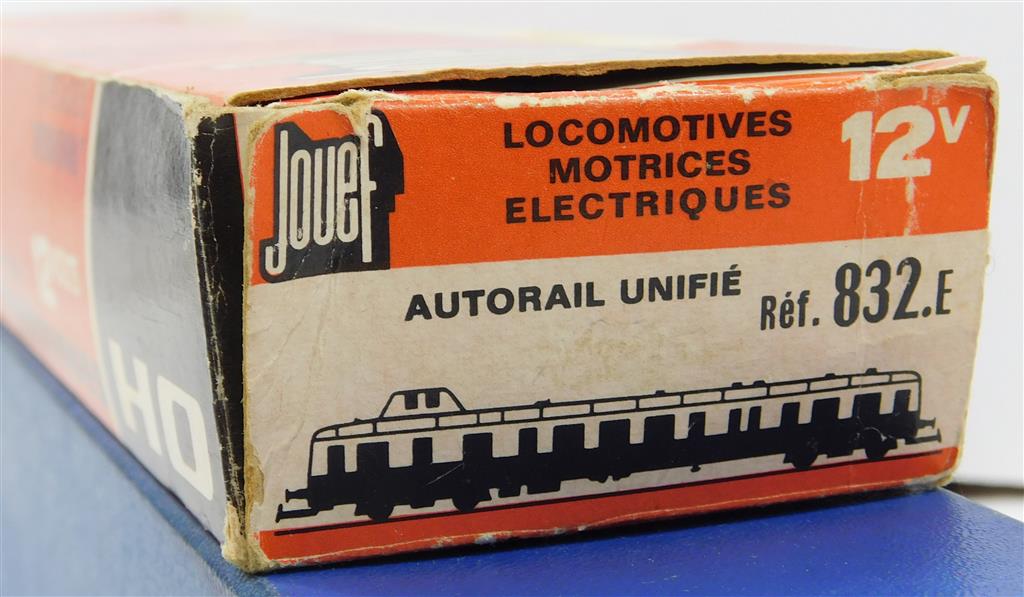 Jouef
LOCOMOTIVES
MOTRICES
ELECTRIQUES
12V
AUTORAIL UNIFIÉ
Réf. 832.E
HO